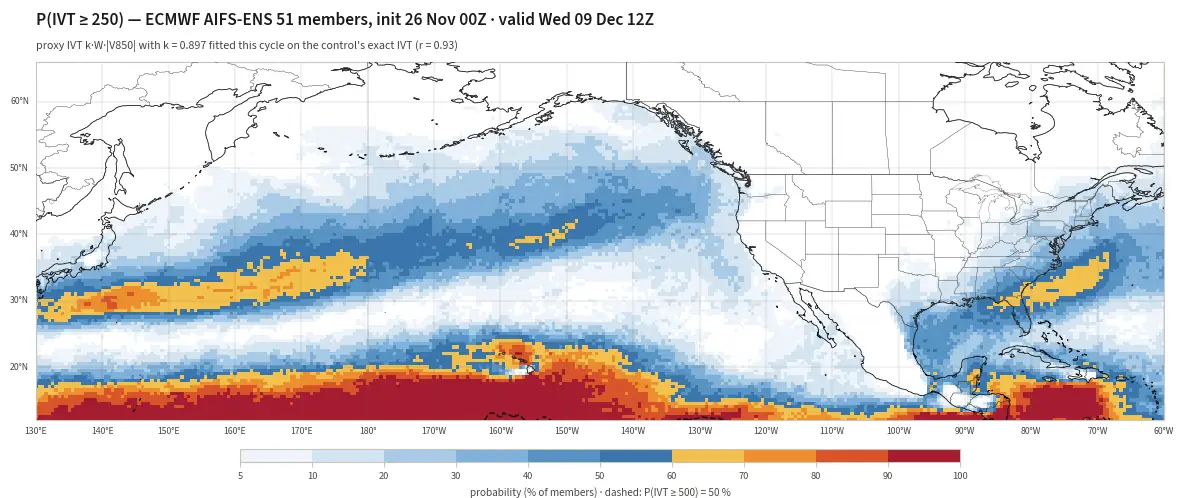 P(IVT ≥ 250) — ECMWF AIFS-ENS 51 members, init 26 Nov 00Z · valid Wed 09 Dec 12Z
proxy IVT k·W·|V850| with k = 0.897 fitted this cycle on the control's exact IVT (r = 0.93)
60°N
50°N
40°N
30°N
20°N
130°E 140°E 150°E 160°E 170°E 180° 170°W 160°W 150°W 140°W 130°W 120°W 110°W 100°W 90°W 80°W 70°W 60°W
5 10 20 30 40 50 60 70 80 90 100
probability (% of members) · dashed: P(IVT ≥ 500) = 50 %